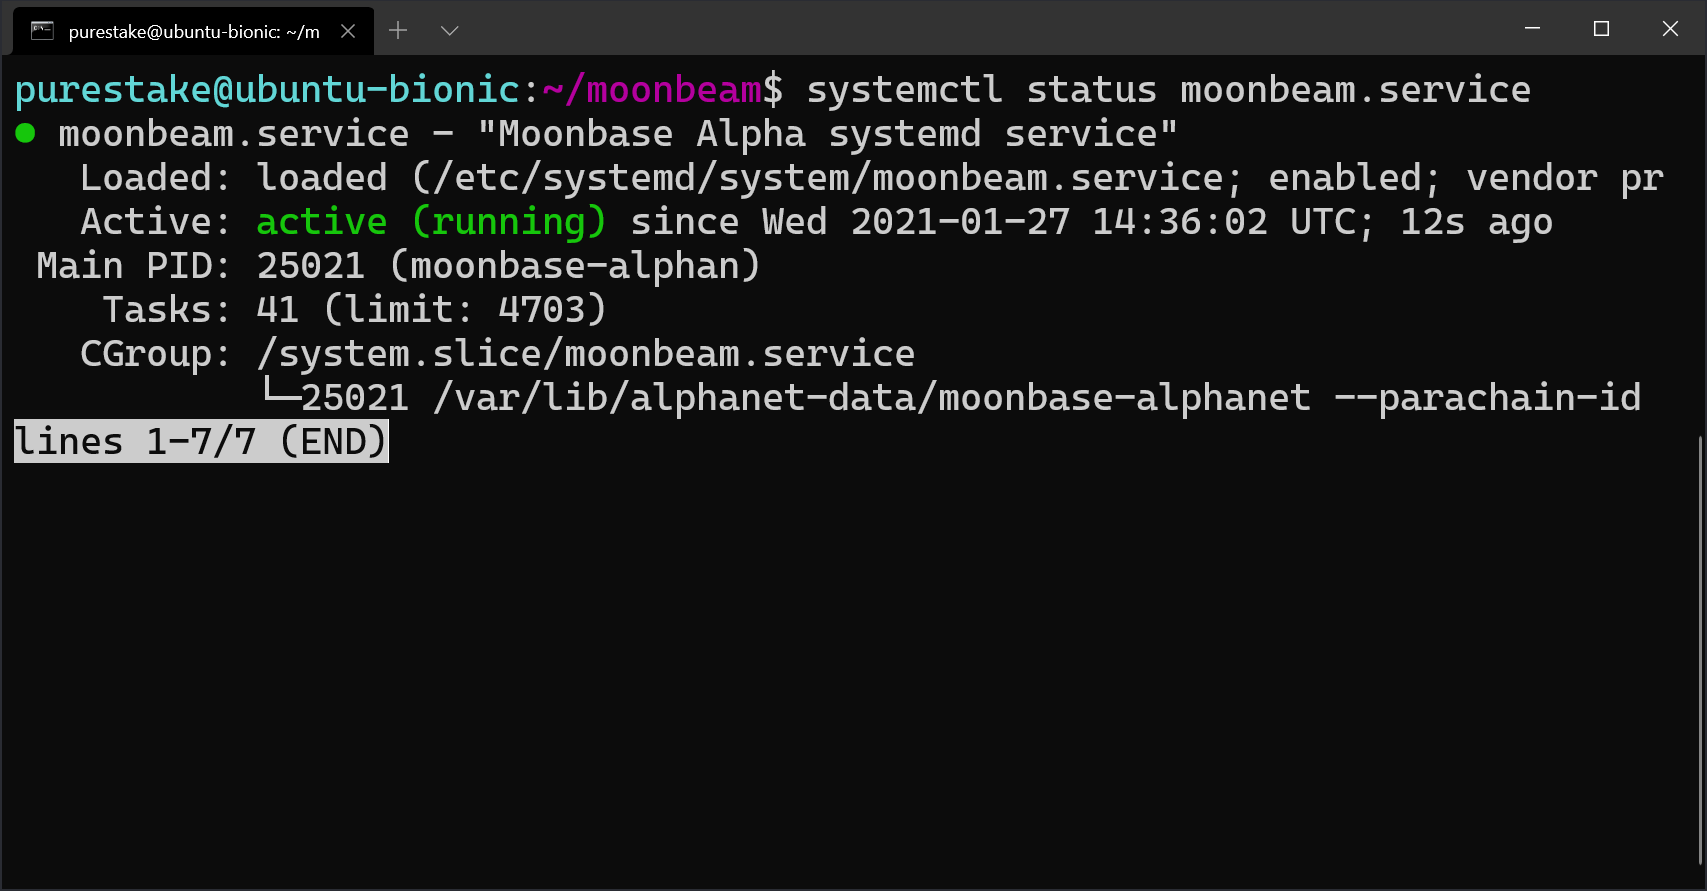 purestake@ubuntu-bionic: ~/m
purestake@ubuntu-bionic:~/moonbeam$ systemctl status moonbeam.service
● moonbeam.service - "Moonbase Alpha systemd service"
Loaded: loaded (/etc/systemd/system/moonbeam.service; enabled; vendor pr
Active: active (running) since Wed 2021-01-27 14:36:02 UTC; 12s ago
Main PID: 25021 (moonbase-alphan)
Tasks: 41 (limit: 4703)
CGroup: /system.slice/moonbeam.service
└─25021 /var/lib/alphanet-data/moonbase-alphanet --parachain-id
lines 1-7/7 (END)